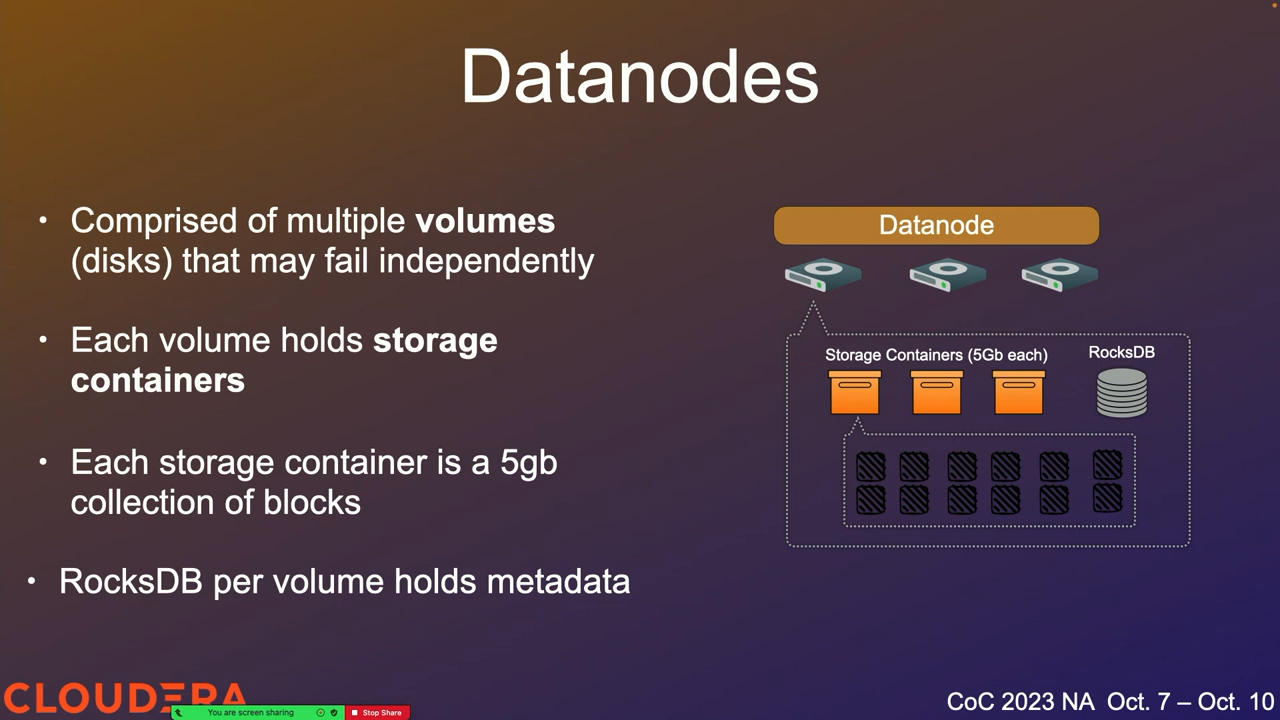 Datanodes
• Comprised of multiple volumes
(disks) that may fail independently
• Each volume holds storage
containers
• Each storage container is a 5gb
collection of blocks
• RocksDB per volume holds metadata
Datanode
Storage Containers (5Gb each)
RocksDB
CLOUDERA
You are screen sharing
Stop Share
CoC 2023 NA Oct. 7 – Oct. 10